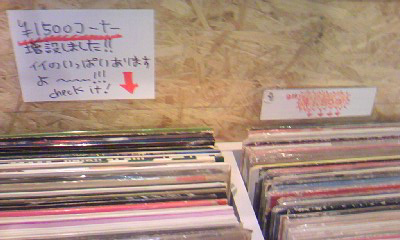 ¥1500コーナー
増設しました!!
イイのいっぱいあります
よ〜〜!!!
check it!